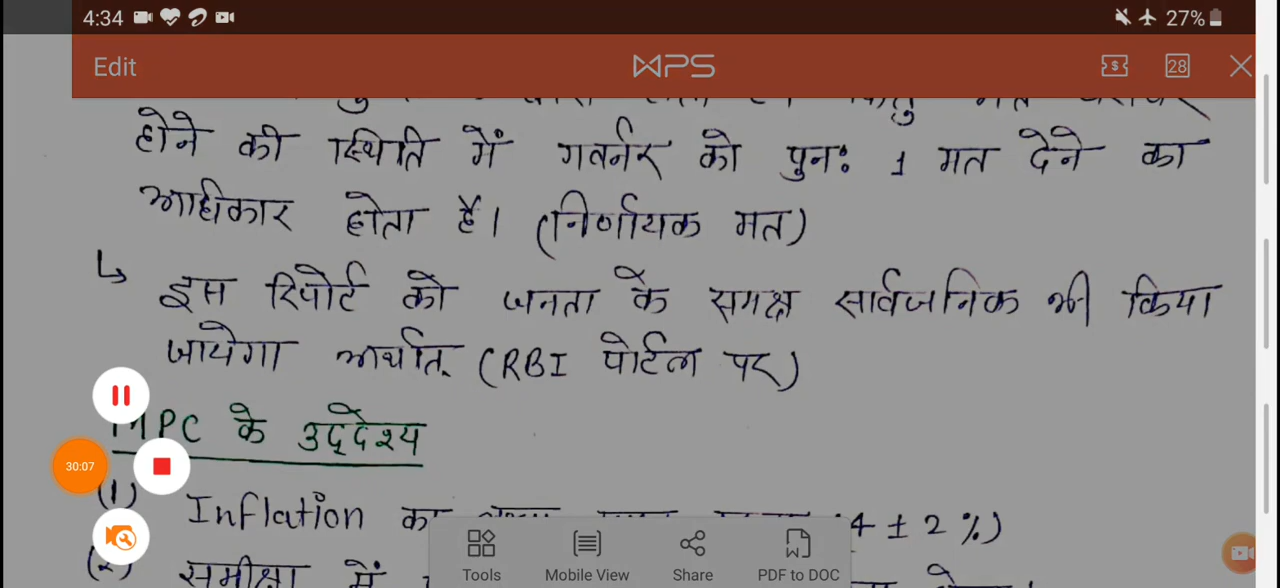 4:34 27%
Edit WPS 28
होने की स्थिति में गवर्नर को पुनः 1 मत देने का
अधिकार होता है। (निर्णायक मत)
↳ इस रिपोर्ट को जनता के समक्ष सार्वजनिक भी किया
जायेगा अर्थात् (RBI पोर्टल पर)
MPC के उद्देश्य
30:07
(1) Inflation का 4 ± 2 %)
(२) समीक्षा में
Tools Mobile View Share PDF to DOC